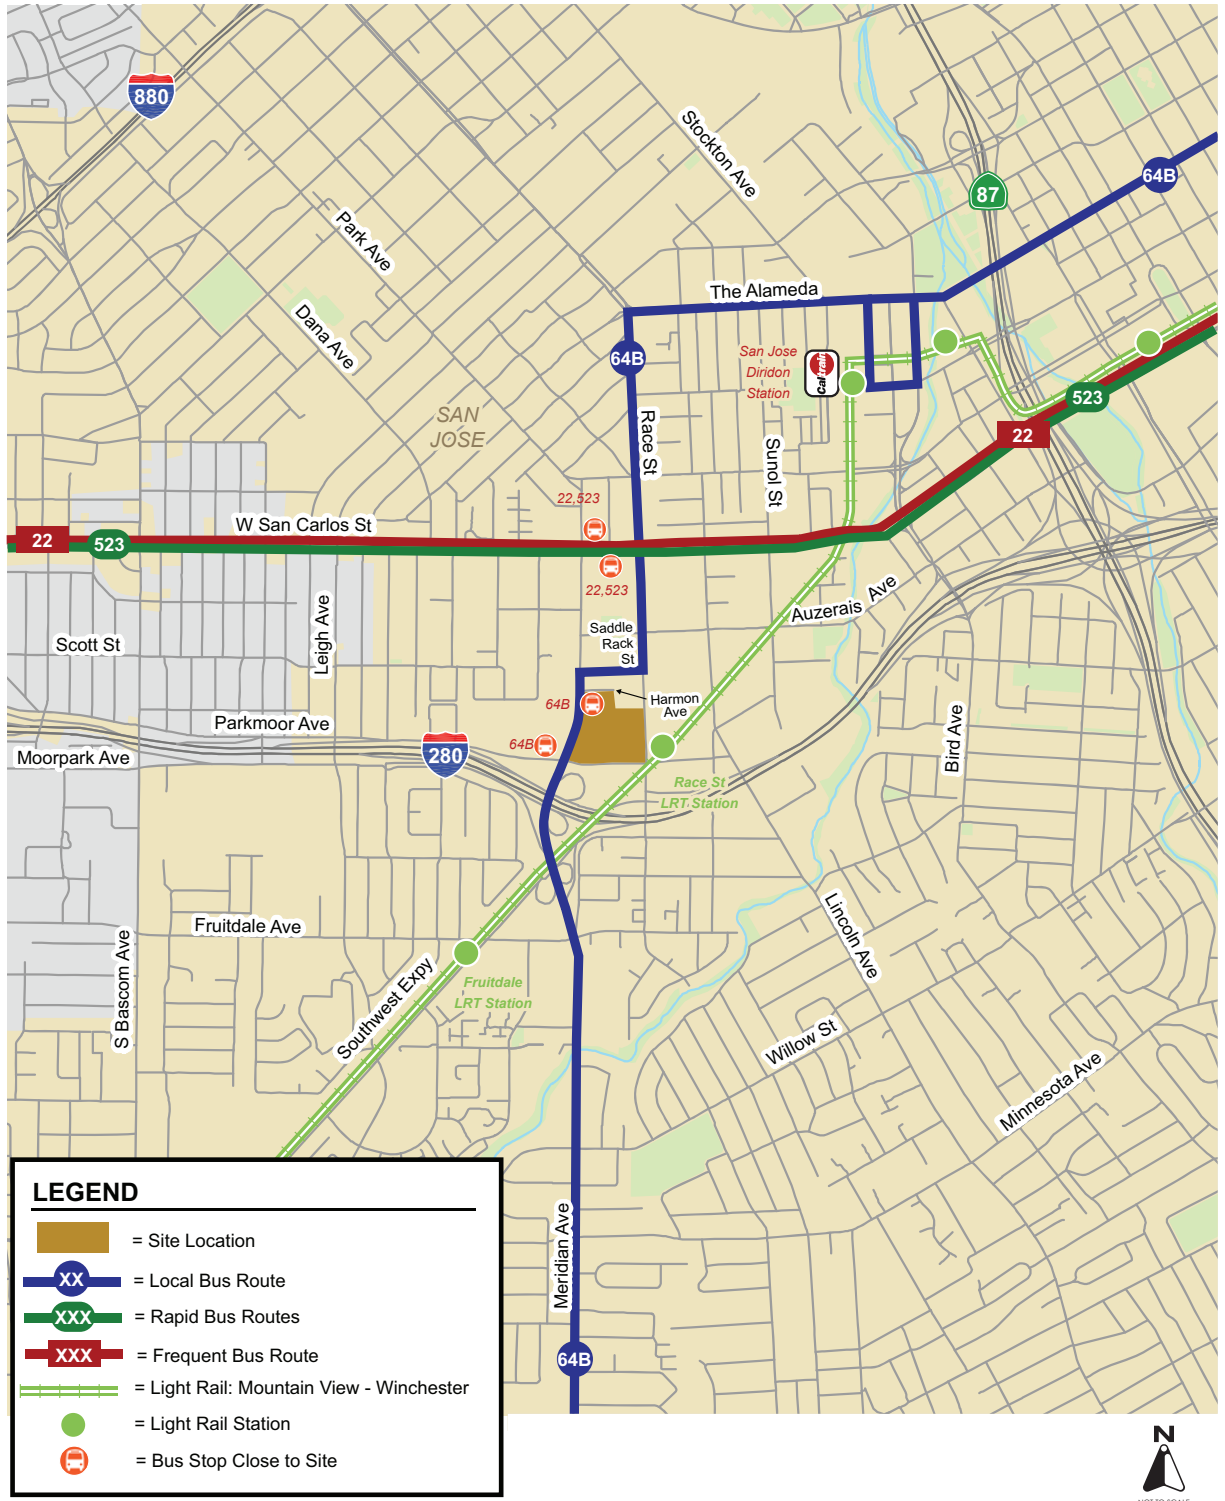 880
Stockton Ave
87
64B
Park Ave
The Alameda
Dana Ave
64B
San Jose
Diridon
Station
Caltrain
523
SAN
JOSE
Race St
Sunol St
22
22,523
W San Carlos St
22
523
22,523
Auzerais Ave
Leigh Ave
Saddle
Rack
St
Scott St
64B
Harmon
Ave
Parkmoor Ave
Bird Ave
Moorpark Ave
280
64B
Race St
LRT Station
Lincoln Ave
Fruitdale Ave
S Bascom Ave
Southwest Expy
Fruitdale
LRT Station
Willow St
Minnesota Ave
Meridian Ave
64B
LEGEND
= Site Location
XX = Local Bus Route
XXX = Rapid Bus Routes
XXX = Frequent Bus Route
= Light Rail: Mountain View - Winchester
= Light Rail Station
= Bus Stop Close to Site
N